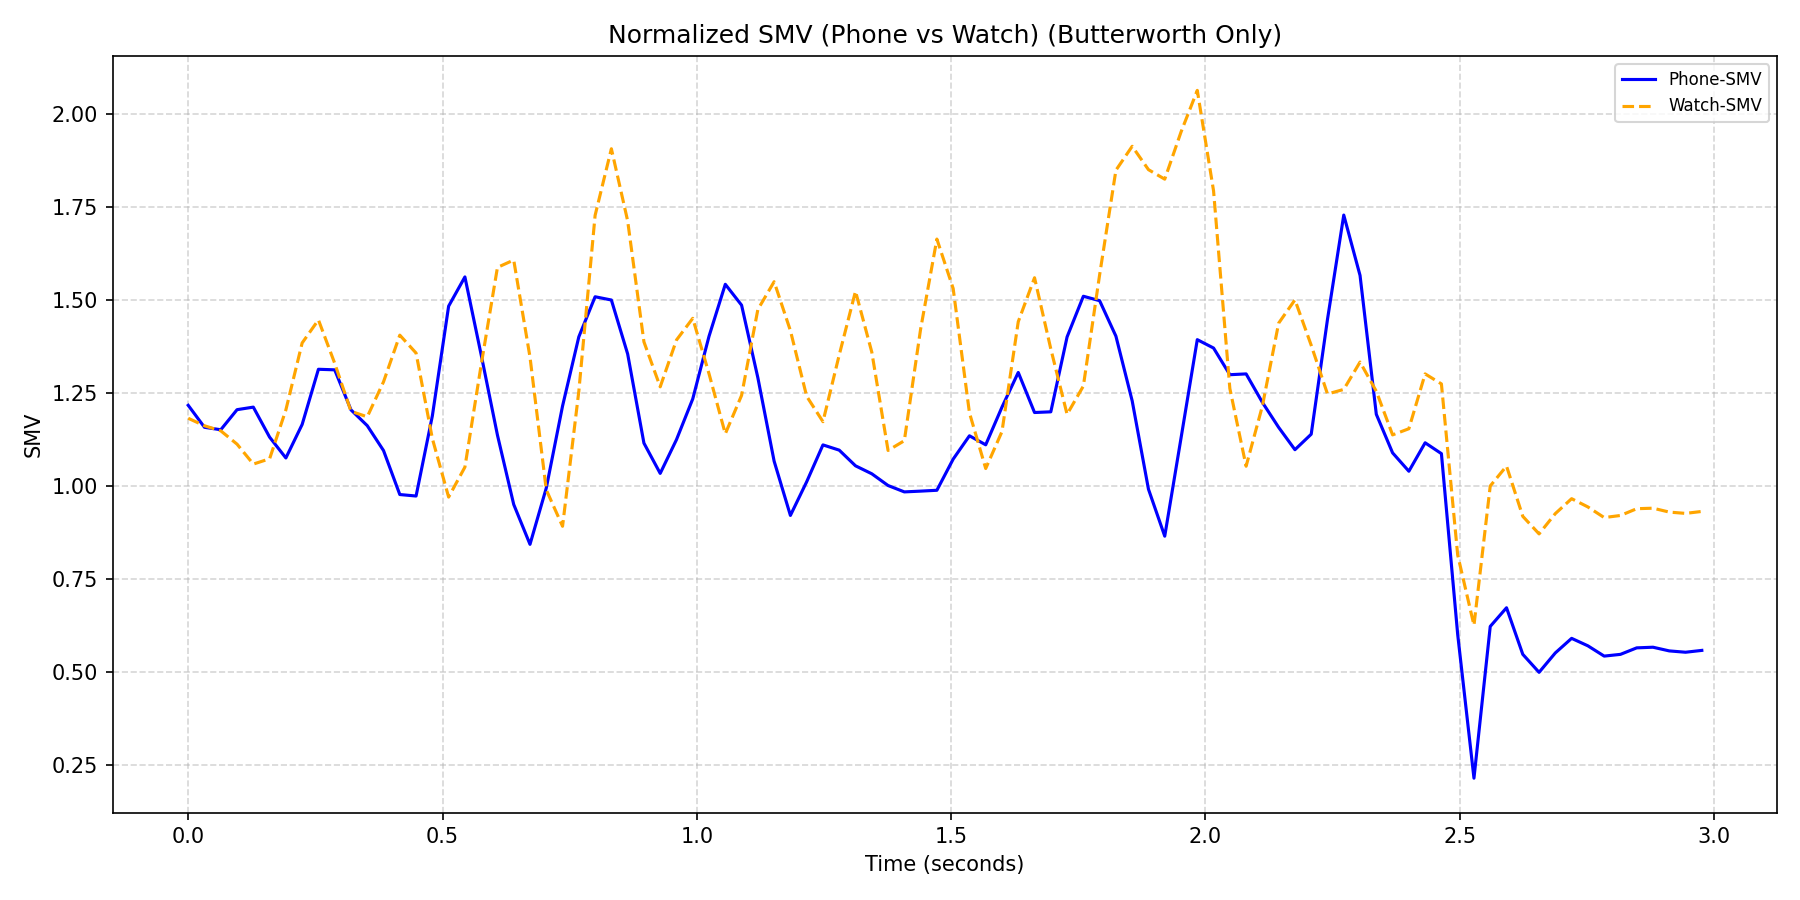 Normalized SMV (Phone vs Watch) (Butterworth Only)
Phone-SMV
Watch-SMV
SMV
2.00
1.75
1.50
1.25
1.00
0.75
0.50
0.25
0.0 0.5 1.0 1.5 2.0 2.5 3.0
Time (seconds)